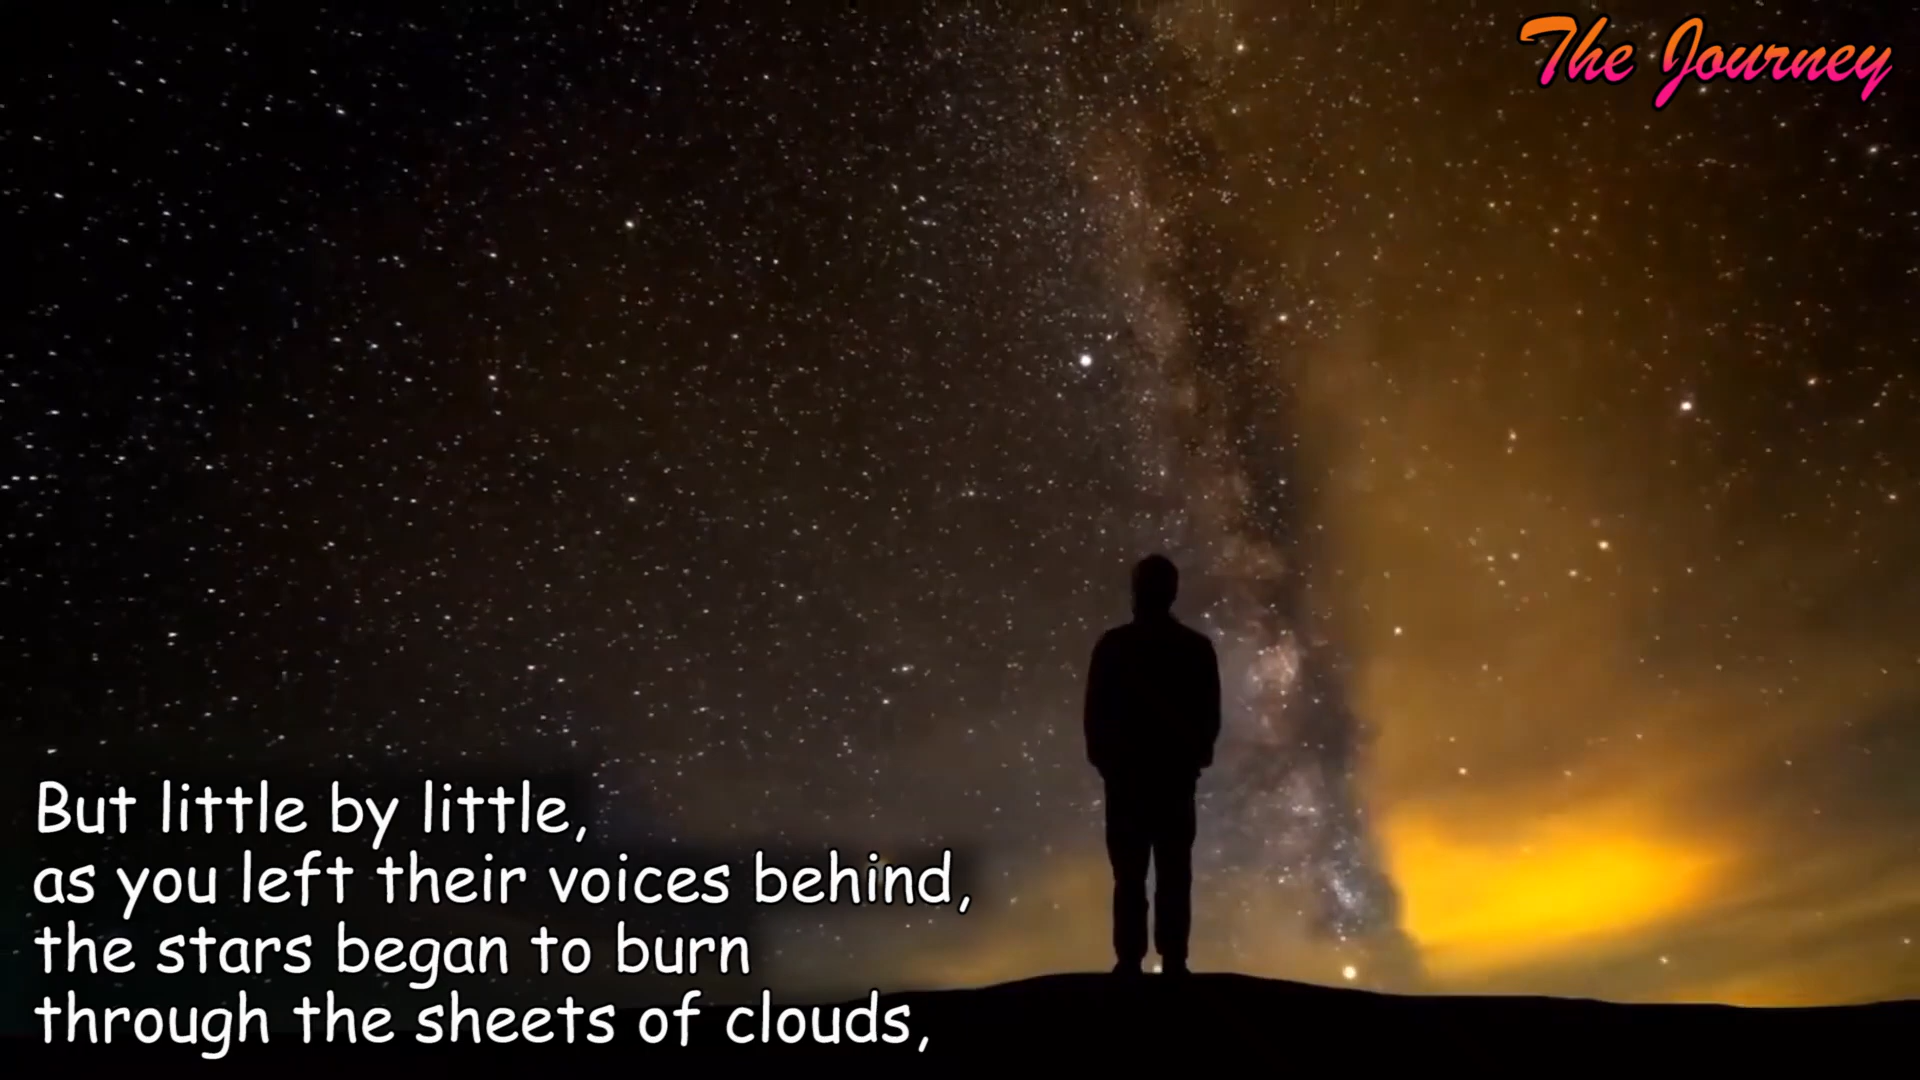 The Journey
But little by little,
as you left their voices behind,
the stars began to burn
through the sheets of clouds,